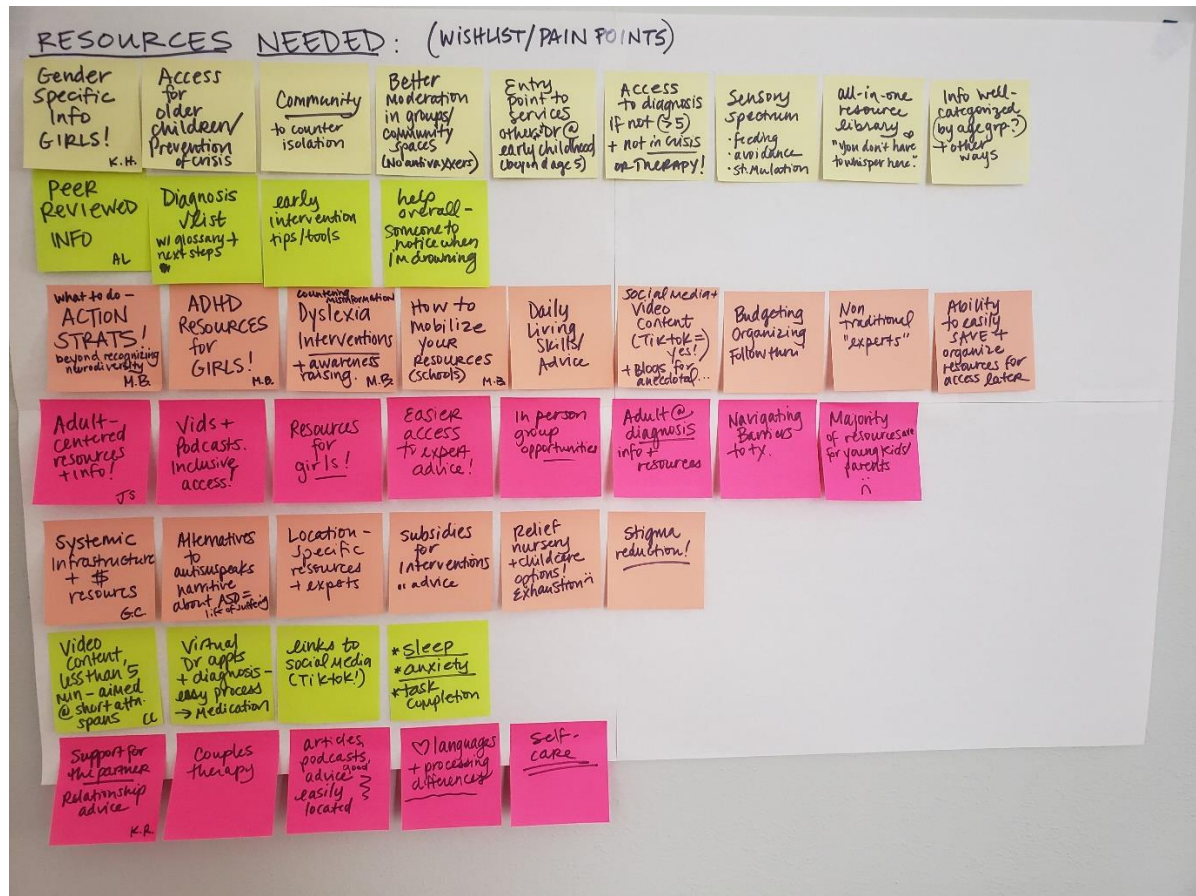 RESOURCES NEEDED: (WISHLIST/PAIN POINTS)
Gender
Specific
Info
GIRLS!
K.H.
Access
for
older
children/
Prevention
of crisis
Community
to counter
isolation
Better
Moderation
in groups/
community
spaces
(No antivaxxers)
Entry
point to
services
other Dr @
early childhood
(beyond age 5)
Access
to diagnosis
if not (>5)
+ not in crisis
or THERAPY!
Sensory
Spectrum
· feeding
· avoidance
· stimulation
all-in-one
resource
library
"You don't have
to whisper here."
Info well-
categorized
(by age grp?)
+ other
ways
PEER
REVIEWED
INFO
AL
Diagnosis
✓list
w/ glossary +
next steps
early
intervention
tips/tools
help
overall-
someone to
notice when
I'm drowning
what to do -
ACTION
STRATS!
beyond recognizing
neurodiversity
M.B.
ADHD
RESOURCES
for
GIRLS!
M.B.
countering misinformation
Dyslexia
Interventions
+ awareness
raising.
M.B.
How to
mobilize
your
RESOURCES
(schools)
M.B.
Daily
Living
Skills/
Advice
Social Media +
Video
Content
(TikTok =
yes!)
+ Blogs for
anecdotal...
Budgeting
Organizing
Follow thru
Non
Traditional
"experts"
Ability
to easily
SAVE +
organize
resources for
access later
Adult-
centered
resources
+ info!
JS
Vids +
Podcasts.
Inclusive
access!
Resources
for
girls!
EASIER
access
to expert
advice!
In person
group
opportunities
Adult @
diagnosis
info +
resources
Navigating
Barriers
to tx.
Majority
of resources are
for young kids/
parents
Systemic
Infrastructure
+ $
resources
G.C.
Alternatives
to
autismspeaks
narrative
about ASD =
life of suffering
Location-
Specific
resources
+ experts
subsidies
for
Interventions
" advice
Relief
nursery
+ childcare
options!
Exhaustion
Stigma
reduction!
Video
Content,
less than 5
min - aimed
@ short attn.
spans
CL
Virtual
Dr appts
+ diagnosis -
easy process
→ Medication
links to
social media
(TikTok!)
* sleep
* anxiety
* task
completion
Support for
the partner
Relationship
advice
K.R.
Couples
therapy
articles,
podcasts,
good
advice
easily
located
♡ languages
+ processing
differences
Self-
care